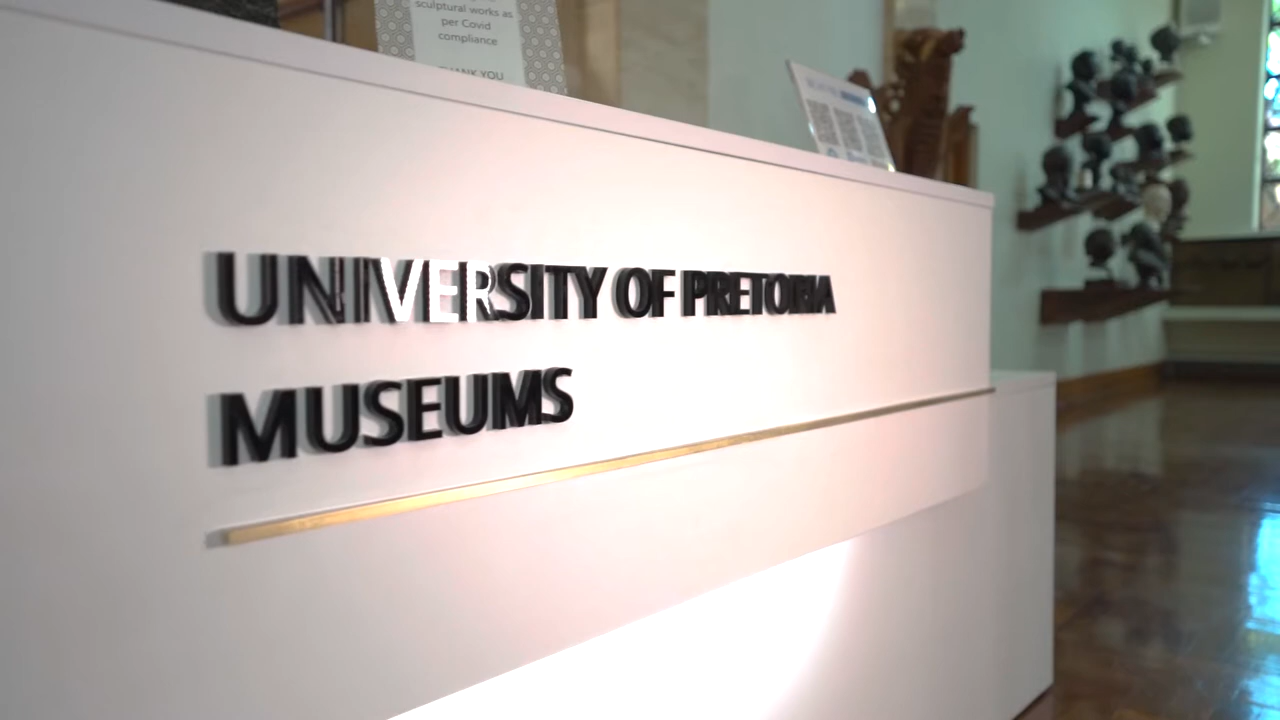 sculptural works as
per Covid
compliance
THANK YOU
UNIVERSITY OF PRETORIA
MUSEUMS